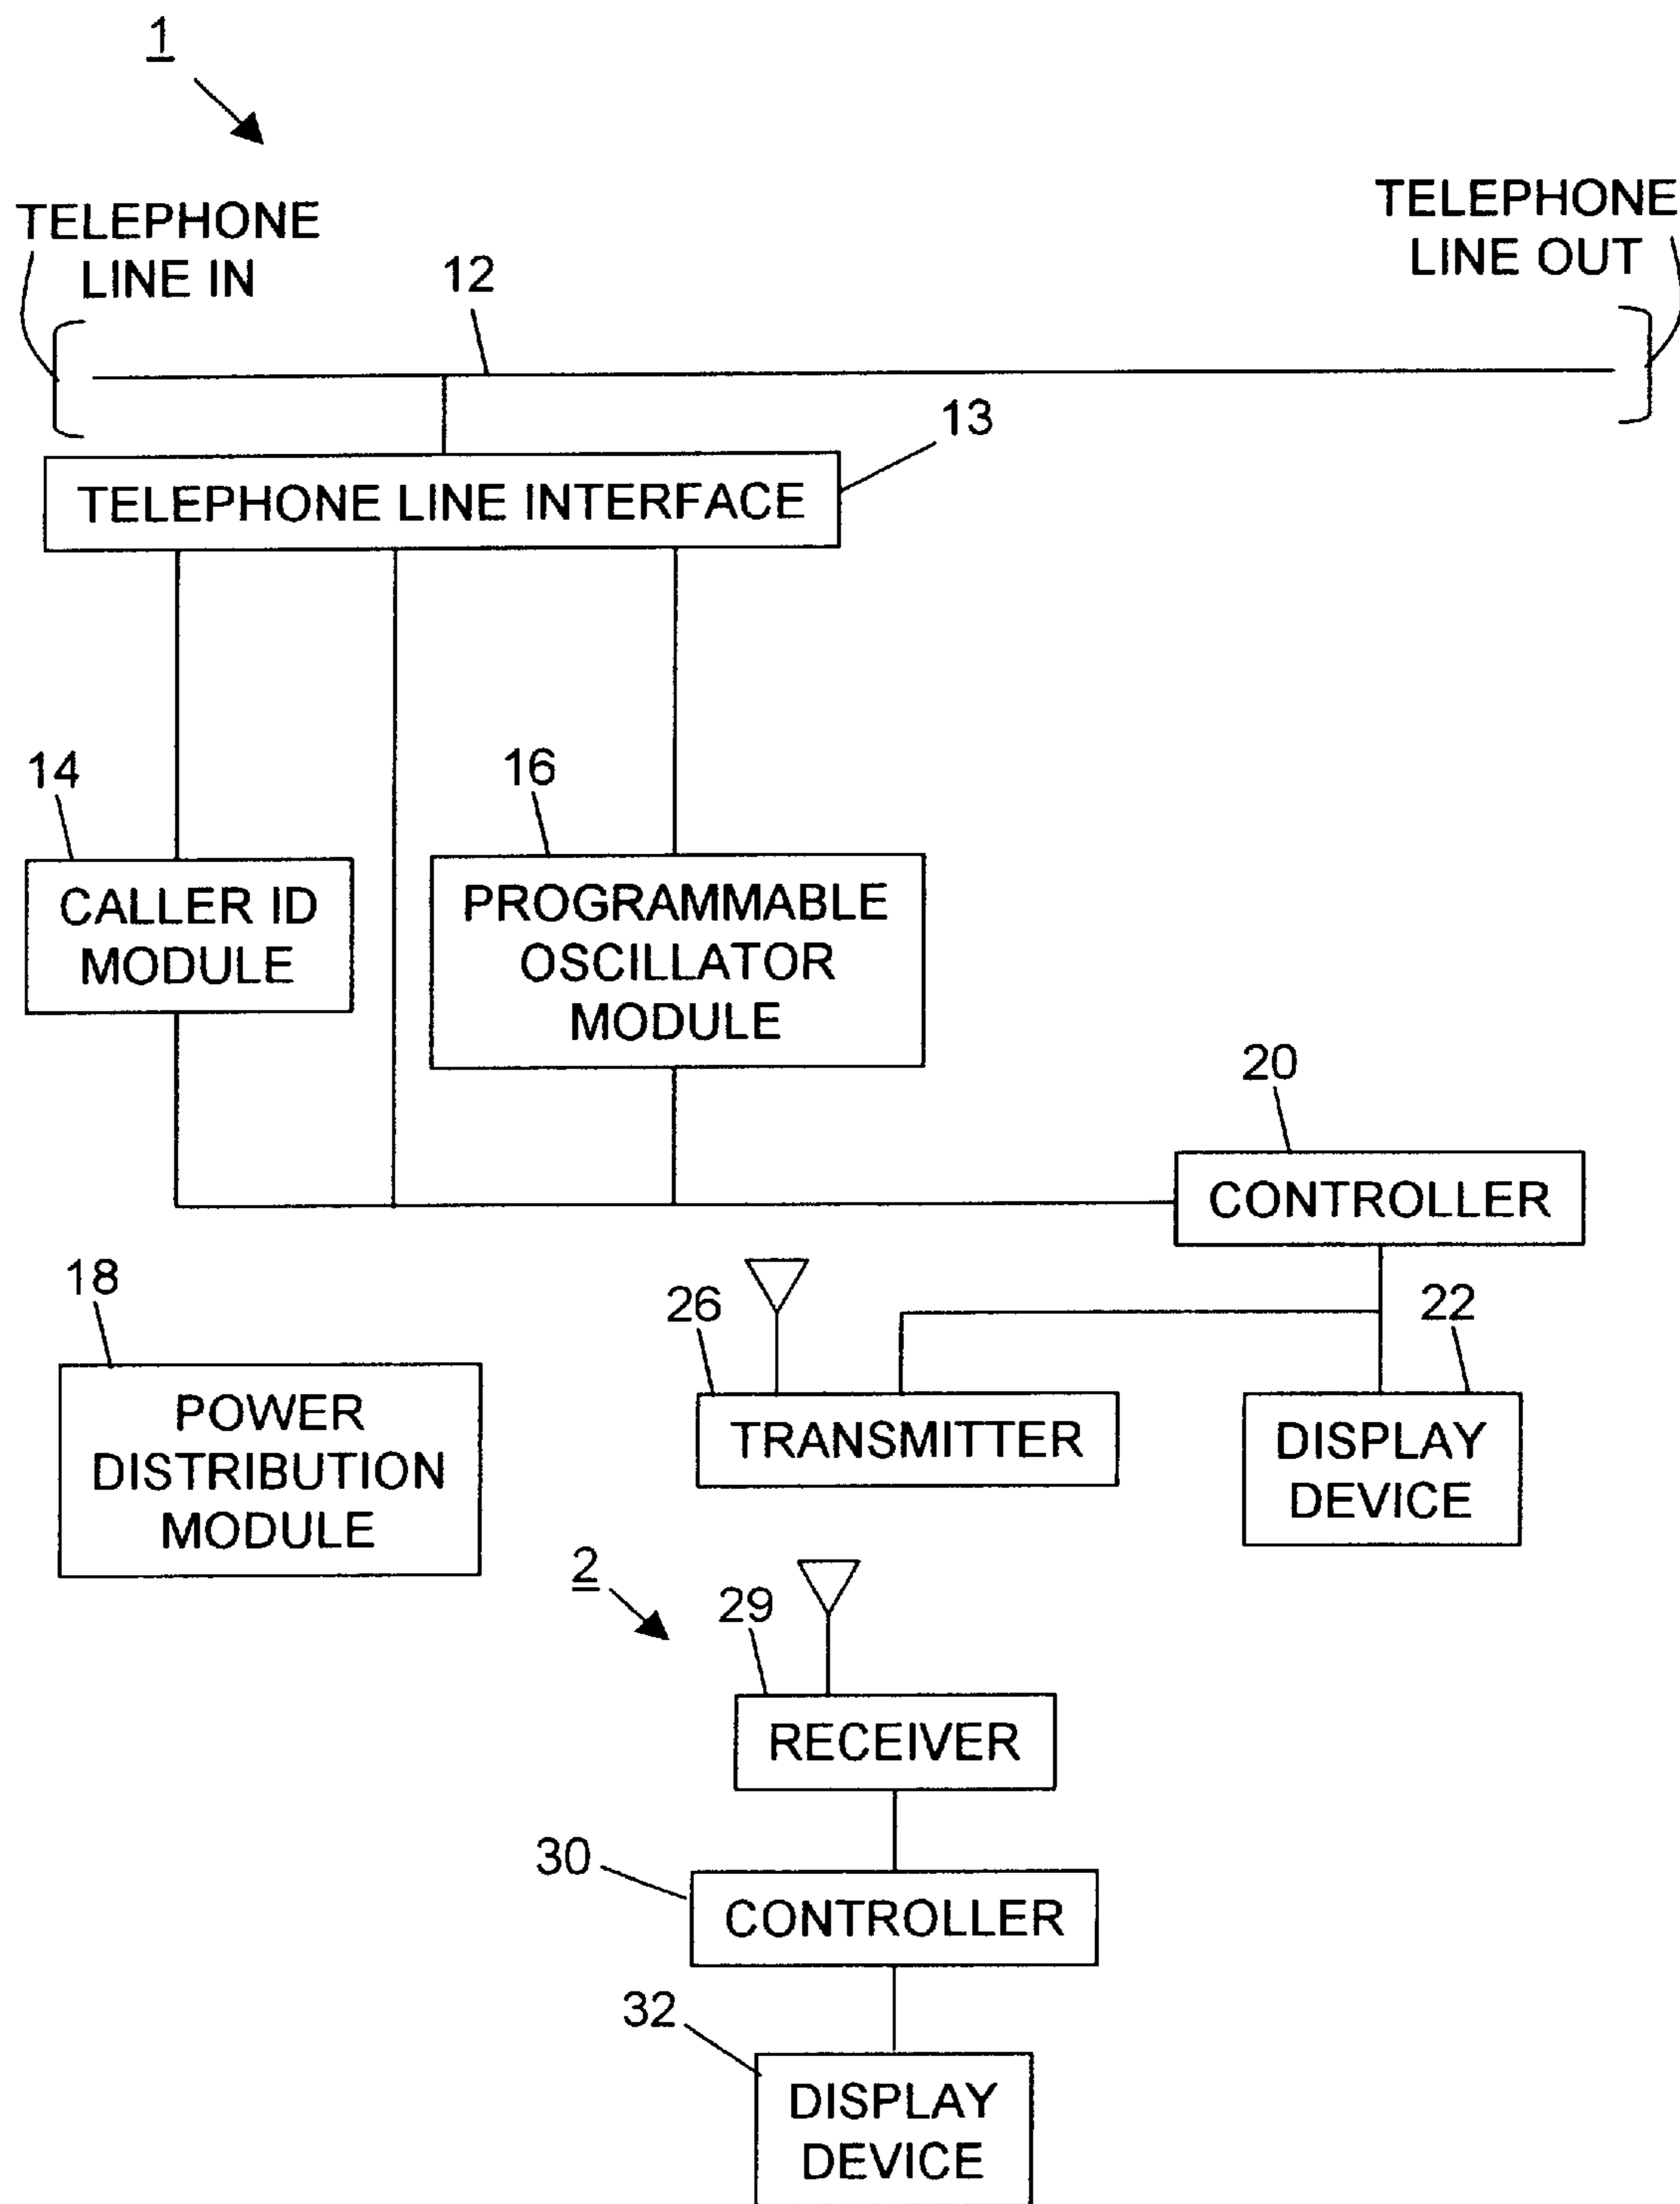 1
TELEPHONE
LINE IN
TELEPHONE
LINE OUT
12
13
TELEPHONE LINE INTERFACE
14
16
CALLER ID
MODULE
PROGRAMMABLE
OSCILLATOR
MODULE
20
CONTROLLER
18
26
22
POWER
DISTRIBUTION
MODULE
TRANSMITTER
DISPLAY
DEVICE
2
29
RECEIVER
30
CONTROLLER
32
DISPLAY
DEVICE